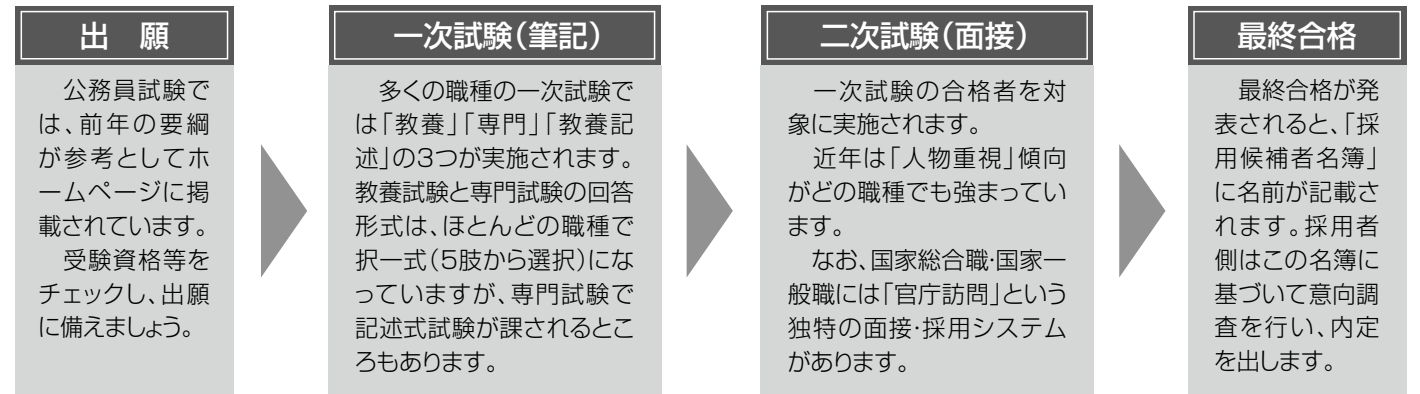 出　願
　公務員試験で
は、前年の要綱
が参考としてホ
ームページに掲
載されています。
　受験資格等を
チェックし、出願
に備えましょう。
一次試験（筆記）
　多くの職種の一次試験で
は「教養」「専門」「教養記
述」の3つが実施されます。
教養試験と専門試験の回答
形式は、ほとんどの職種で
択一式（5肢から選択）にな
っていますが、専門試験で
記述式試験が課されるとこ
ろもあります。
二次試験（面接）
　一次試験の合格者を対
象に実施されます。
　近年は「人物重視」傾向
がどの職種でも強まってい
ます。
　なお、国家総合職・国家一
般職には「官庁訪問」という
独特の面接・採用システム
があります。
最終合格
　最終合格が発
表されると、「採
用候補者名簿」
に名前が記載さ
れます。採用者
側はこの名簿に
基づいて意向調
査を行い、内定
を出します。